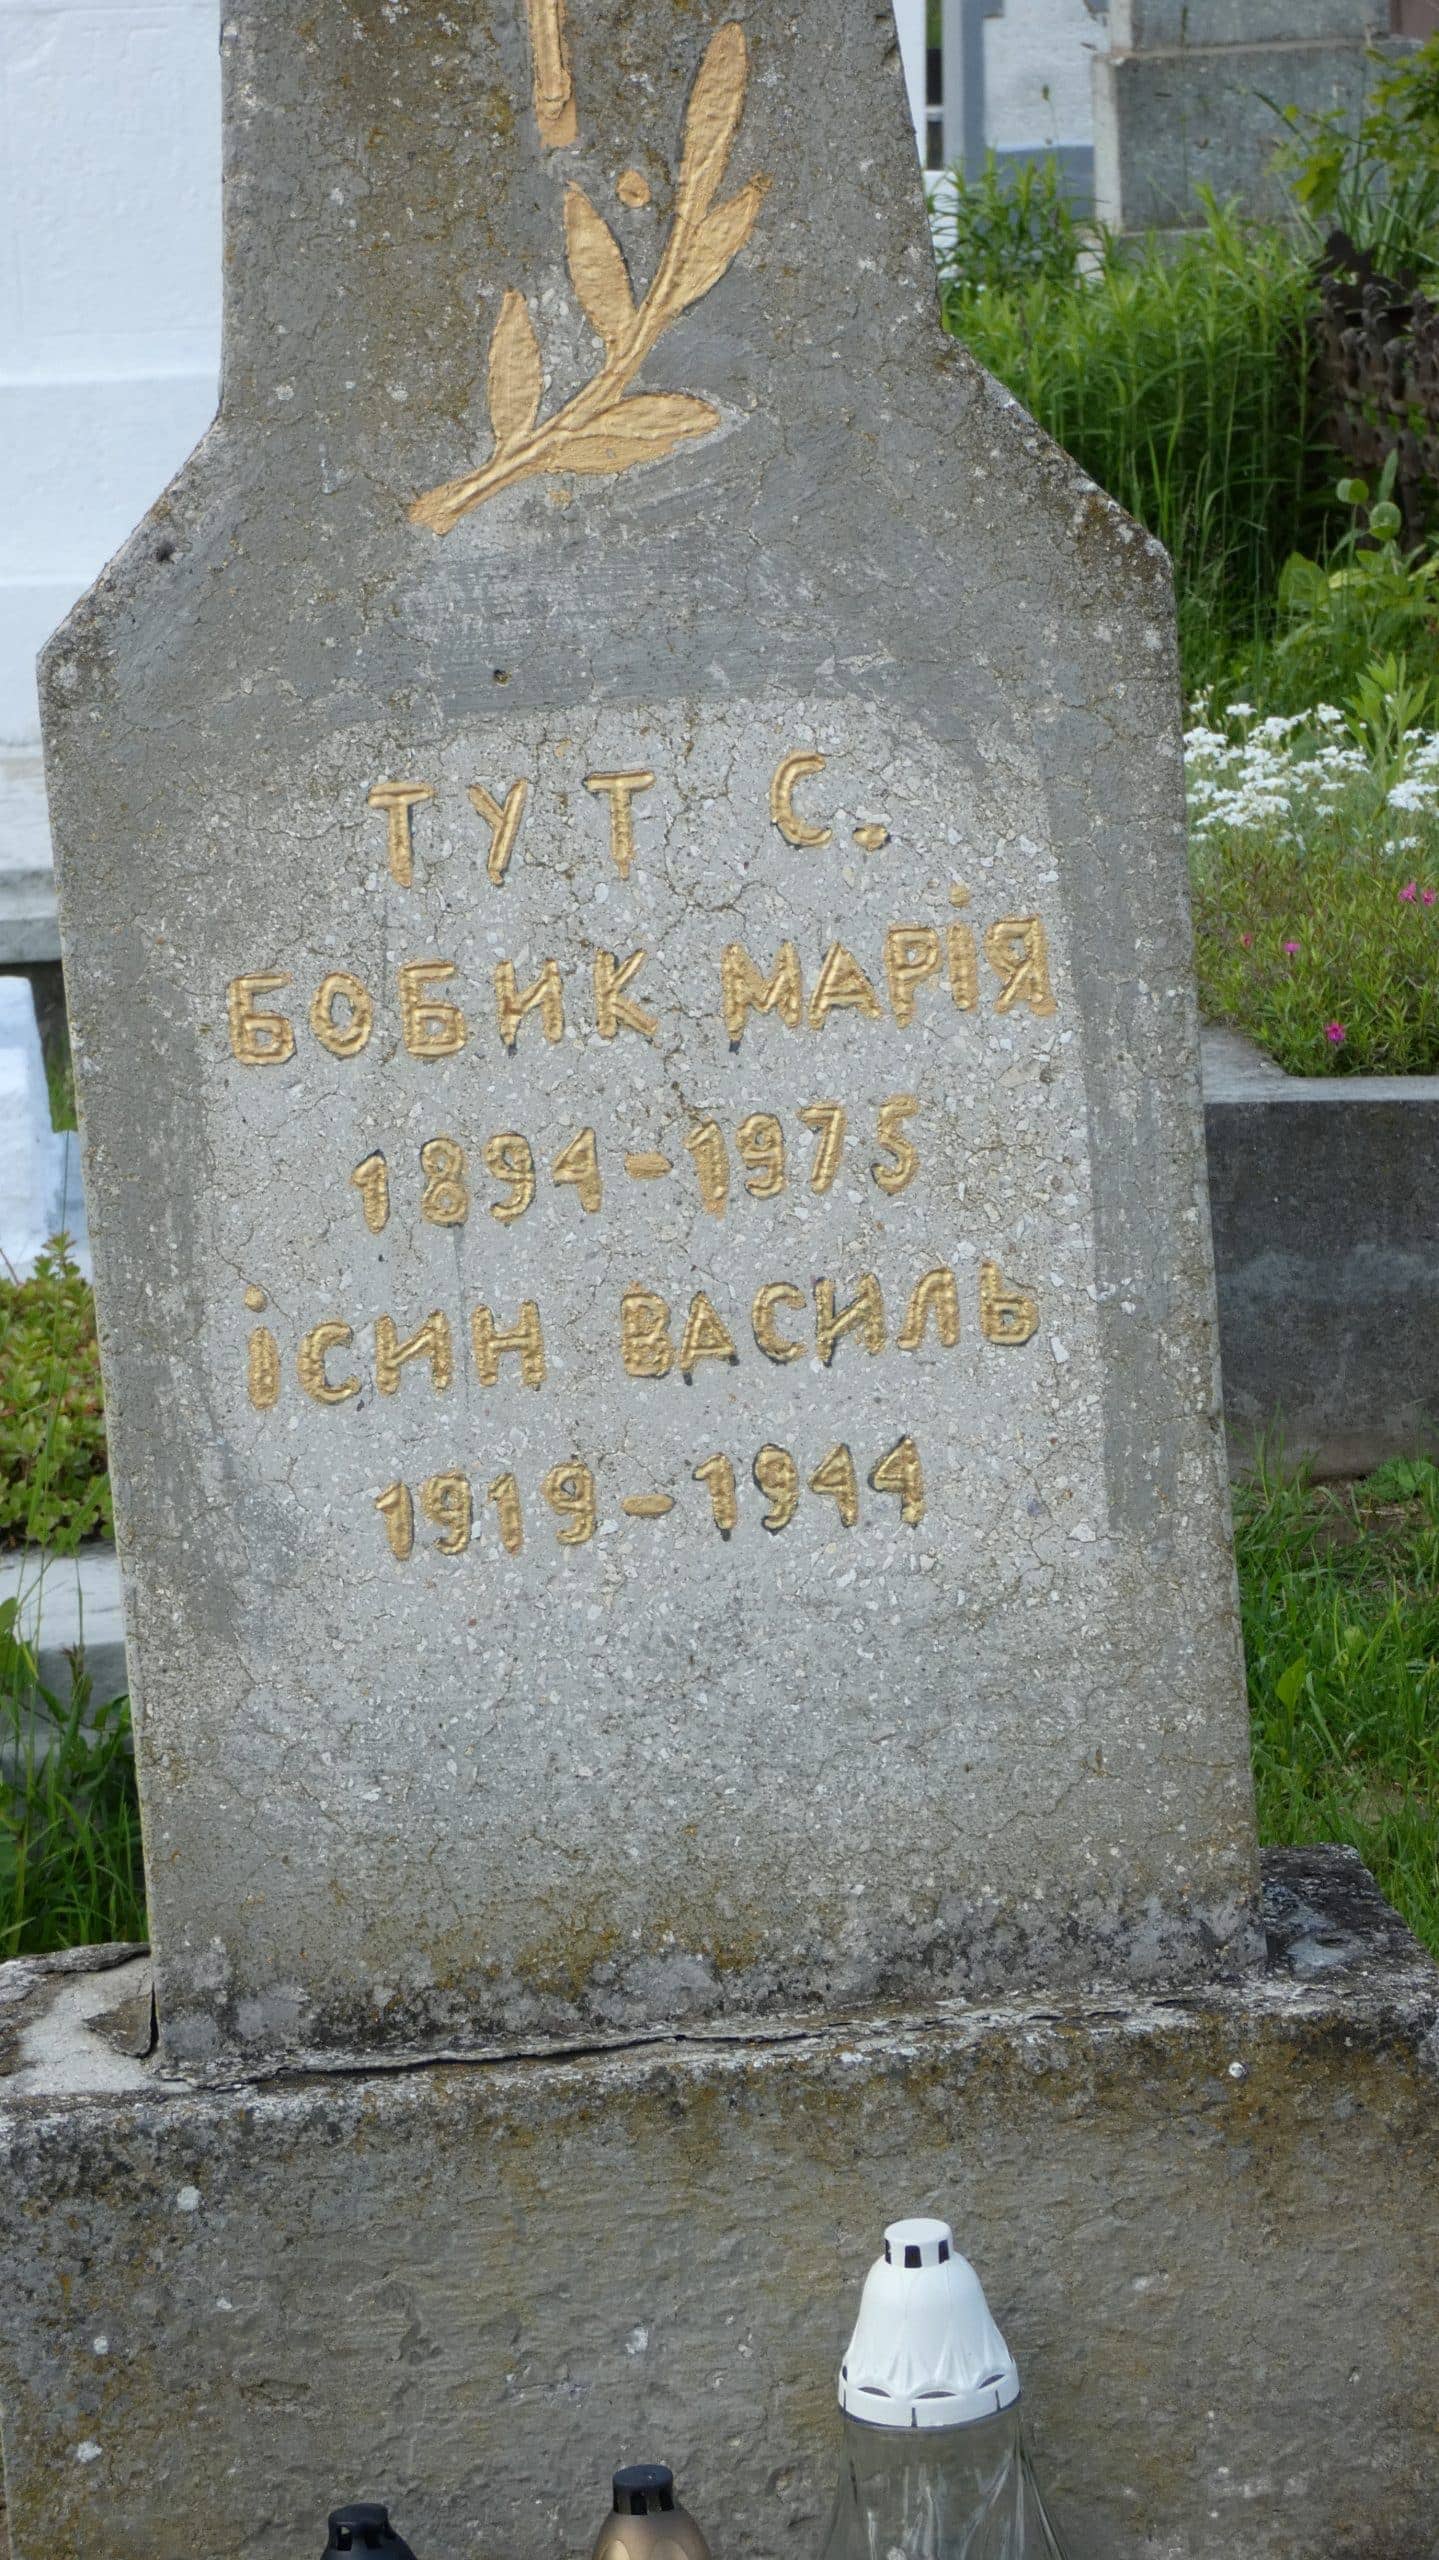 ТУТ С.
БОБИК МАРІЯ
1894-1975
ІСИН ВАСИЛЬ
1919-1944